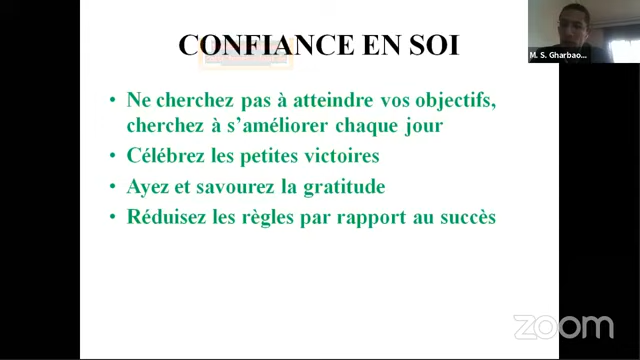 CONFIANCE EN SOI
M. S. Gharbao...
• Ne cherchez pas à atteindre vos objectifs,
cherchez à s’améliorer chaque jour
• Célébrez les petites victoires
• Ayez et savourez la gratitude
• Réduisez les règles par rapport au succès
zoom